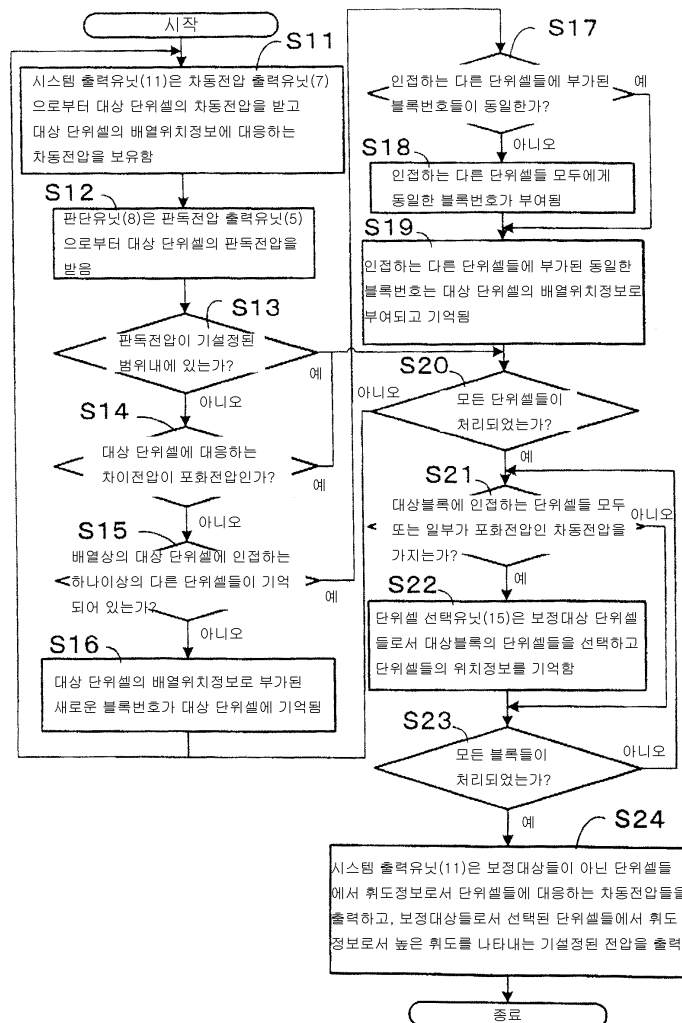 시작
S11
시스템 출력유닛(11)은 차동전압 출력유닛(7)
으로부터 대상 단위셀의 차동전압을 받고
대상 단위셀의 배열위치정보에 대응하는
차동전압을 보유함
S12
판단유닛(8)은 판독전압 출력유닛(5)
으로부터 대상 단위셀의 판독전압을
받음
S13
판독전압이 기설정된
범위내에 있는가?
예
아니오
S14
대상 단위셀에 대응하는
차이전압이 포화전압인가?
예
아니오
S15
배열상의 대상 단위셀에 인접하는
하나이상의 다른 단위셀들이 기억
되어 있는가?
예
아니오
S16
대상 단위셀의 배열위치정보로 부가된
새로운 블록번호가 대상 단위셀에 기억됨
S17
인접하는 다른 단위셀들에 부가된
블록번호들이 동일한가?
예
아니오
S18
인접하는 다른 단위셀들 모두에게
동일한 블록번호가 부여됨
S19
인접하는 다른 단위셀들에 부가된 동일한
블록번호는 대상 단위셀의 배열위치정보로
부여되고 기억됨
S20
아니오
모든 단위셀들이
처리되었는가?
예
S21
대상블록에 인접하는 단위셀들 모두
또는 일부가 포화전압인 차동전압을
가지는가?
아니오
예
S22
단위셀 선택유닛(15)은 보정대상 단위셀
들로서 대상블록의 단위셀들을 선택하고
단위셀들의 위치정보를 기억함
S23
모든 블록들이
처리되었는가?
아니오
예
S24
시스템 출력유닛(11)은 보정대상들이 아닌 단위셀들
에서 휘도정보로서 단위셀들에 대응하는 차동전압들을
출력하고, 보정대상들로서 선택된 단위셀들에서 휘도
정보로서 높은 휘도를 나타내는 기설정된 전압을 출력
종료